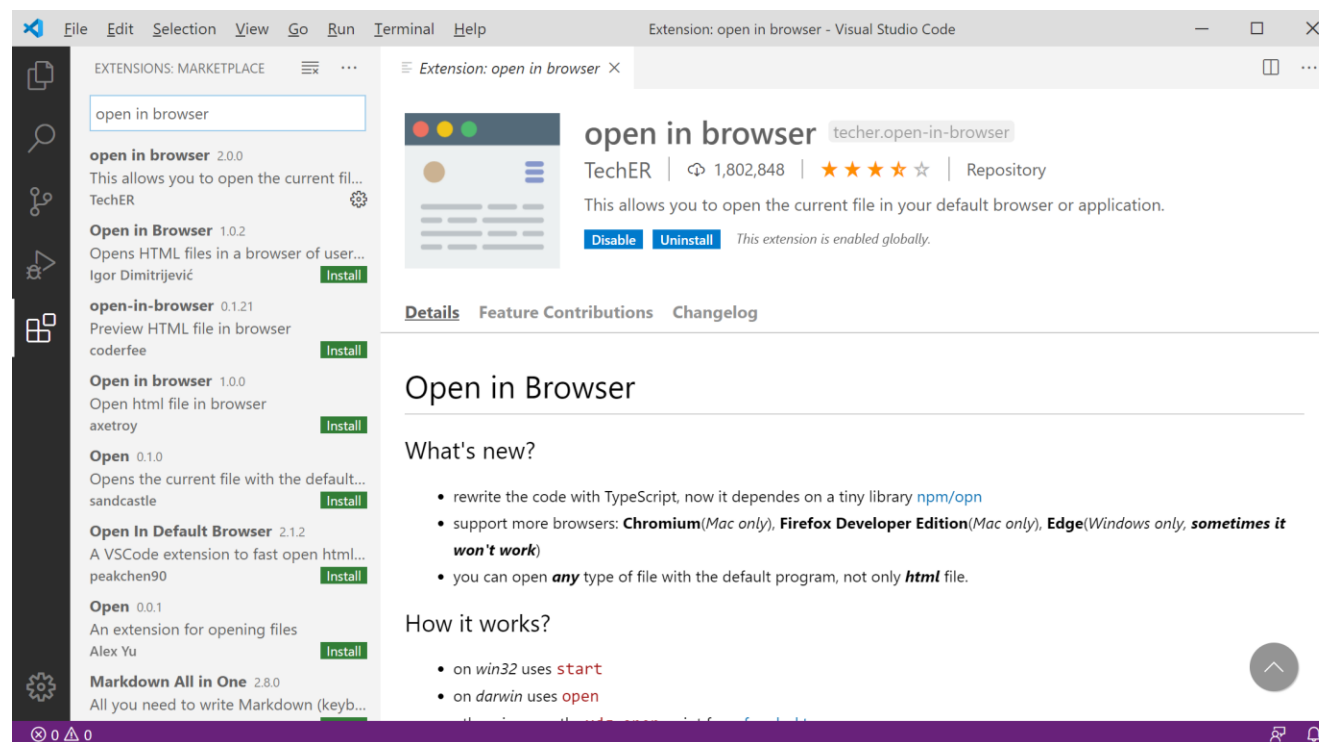 File Edit Selection View Go Run Terminal Help Extension: open in browser - Visual Studio Code
EXTENSIONS: MARKETPLACE
open in browser
open in browser 2.0.0
This allows you to open the current fil...
TechER
Open in Browser 1.0.2
Opens HTML files in a browser of user...
Igor Dimitrijević Install
open-in-browser 0.1.21
Preview HTML file in browser
coderfee Install
Open in browser 1.0.0
Open html file in browser
axetroy Install
Open 0.1.0
Opens the current file with the default...
sandcastle Install
Open In Default Browser 2.1.2
A VSCode extension to fast open html...
peakchen90 Install
Open 0.0.1
An extension for opening files
Alex Yu Install
Markdown All in One 2.8.0
All you need to write Markdown (keyb...
Extension: open in browser
open in browser techer.open-in-browser
TechER 1,802,848 Repository
This allows you to open the current file in your default browser or application.
Disable Uninstall This extension is enabled globally.
Details Feature Contributions Changelog
Open in Browser
What's new?
• rewrite the code with TypeScript, now it dependes on a tiny library npm/opn
• support more browsers: Chromium(Mac only), Firefox Developer Edition(Mac only), Edge(Windows only, sometimes it
won't work)
• you can open any type of file with the default program, not only html file.
How it works?
• on win32 uses start
• on darwin uses open
0 0